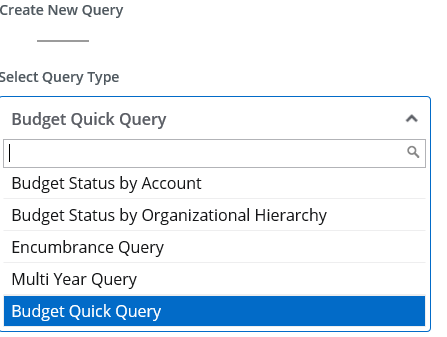 Create New Query
Select Query Type
Budget Quick Query
Budget Status by Account
Budget Status by Organizational Hierarchy
Encumbrance Query
Multi Year Query
Budget Quick Query